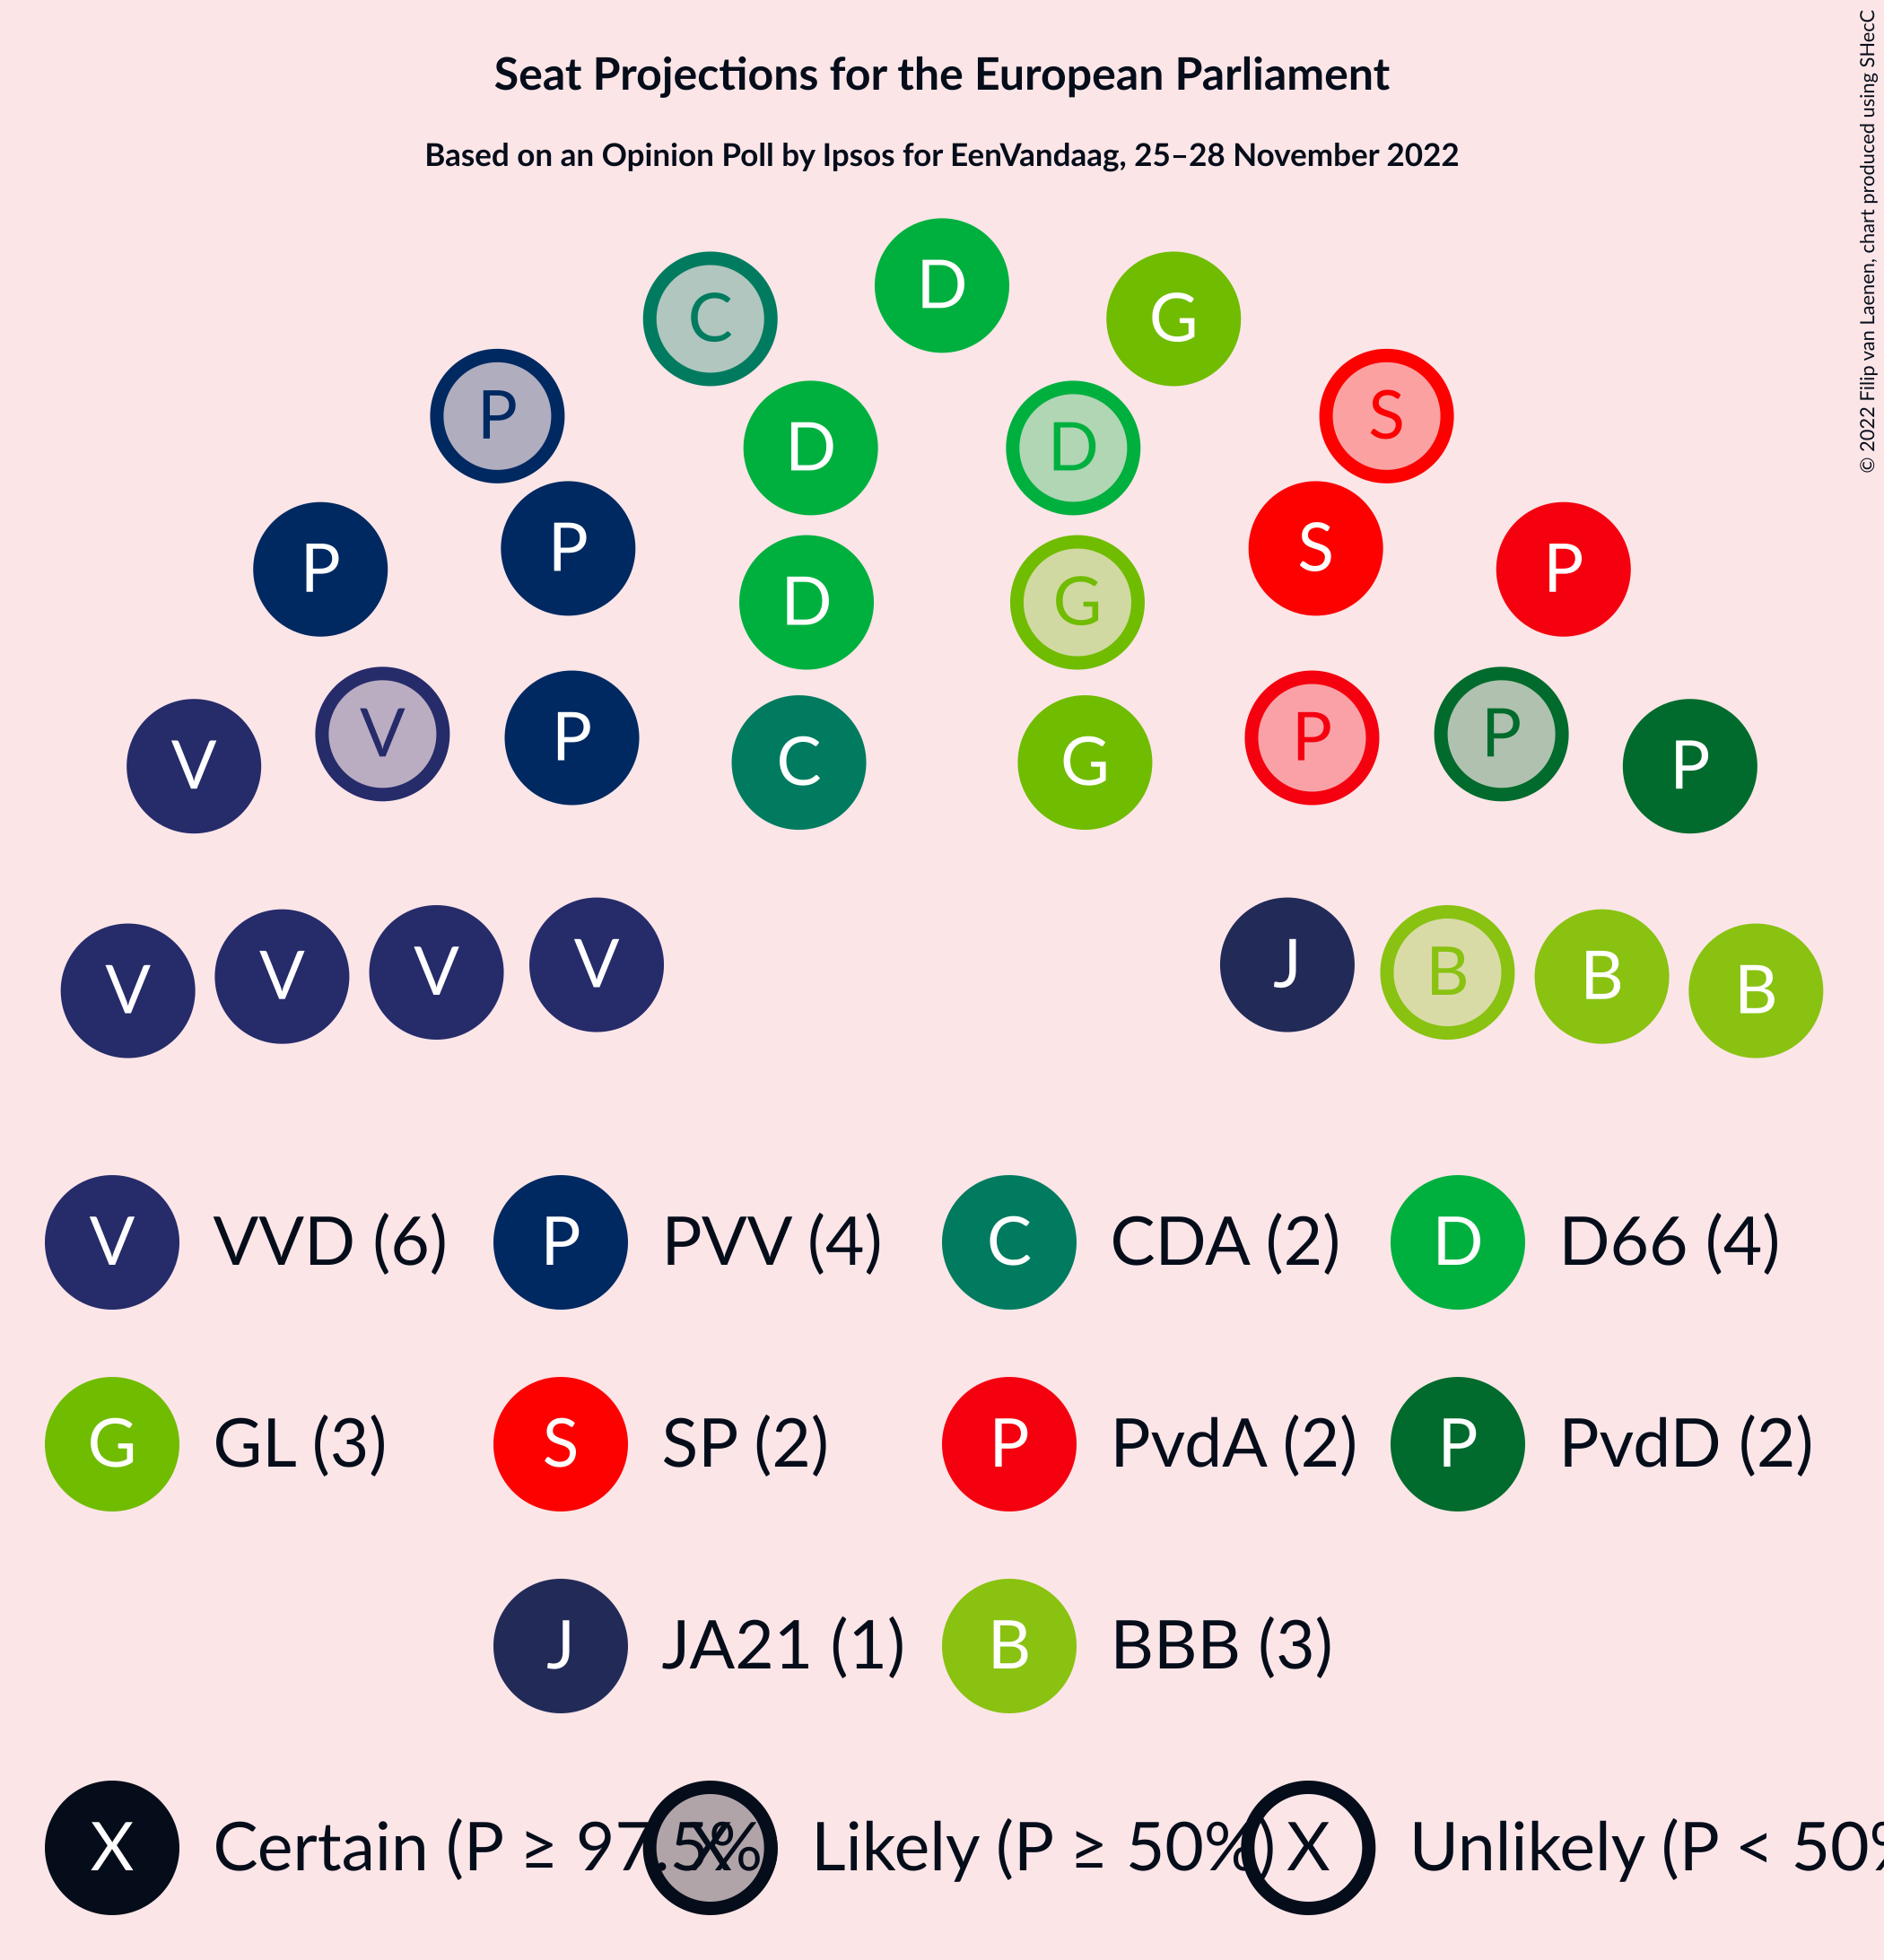 Seat Projections for the European Parliament
Based on an Opinion Poll by Ipsos for EenVandaag, 25–28 November 2022
© 2022 Filip van Laenen, chart produced using SHecC
D
C G
P S
D D
P P S P
D G
V V P C G P P P
V V V V J B B B
V VVD (6) P PVV (4) C CDA (2) D D66 (4)
G GL (3) S SP (2) P PvdA (2) P PvdD (2)
J JA21 (1) B BBB (3)
X Certain (P ≥ 97.5% X Likely (P ≥ 50%) X Unlikely (P < 50%